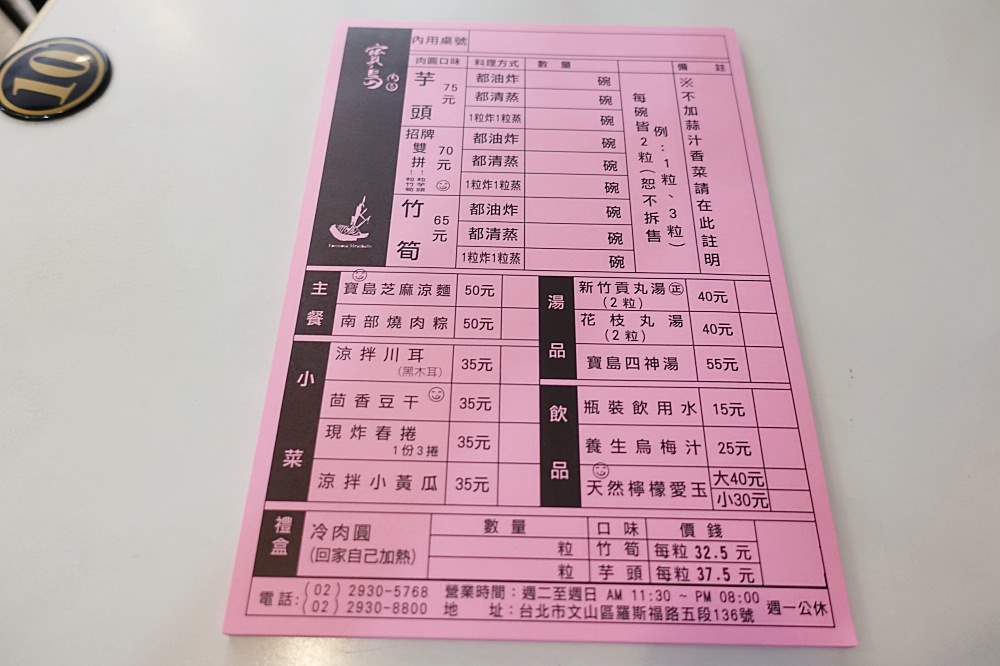 10
寶島
肉圓
內用桌號
肉圓口味 料理方式 數量 備註
芋頭 75元
都油炸 碗
都清蒸 碗
1粒炸1粒蒸 碗
招牌雙拼 70元
1粒竹筍 1粒芋頭
都油炸 碗
都清蒸 碗
1粒炸1粒蒸 碗
竹筍 65元
都油炸 碗
都清蒸 碗
1粒炸1粒蒸 碗
每碗皆2粒(恕不拆售
例:1粒、3粒)
※不加蒜汁香菜請在此註明
主餐
寶島芝麻涼麵 50元
南部燒肉粽 50元
小菜
涼拌川耳 35元
(黑木耳)
茴香豆干 35元
現炸春捲 35元
1份3捲
涼拌小黃瓜 35元
湯品
新竹貢丸湯㊣ 40元
(2粒)
花枝丸湯 40元
(2粒)
寶島四神湯 55元
飲品
瓶裝飲用水 15元
養生烏梅汁 25元
天然檸檬愛玉 大40元
小30元
禮盒
冷肉圓
(回家自己加熱)
數量 口味 價錢
粒 竹筍 每粒 32.5 元
粒 芋頭 每粒 37.5 元
電話:(02) 2930-5768
(02) 2930-8800
營業時間:週二至週日 AM 11:30 ~ PM 08:00
地 址:台北市文山區羅斯福路五段136號
週一公休